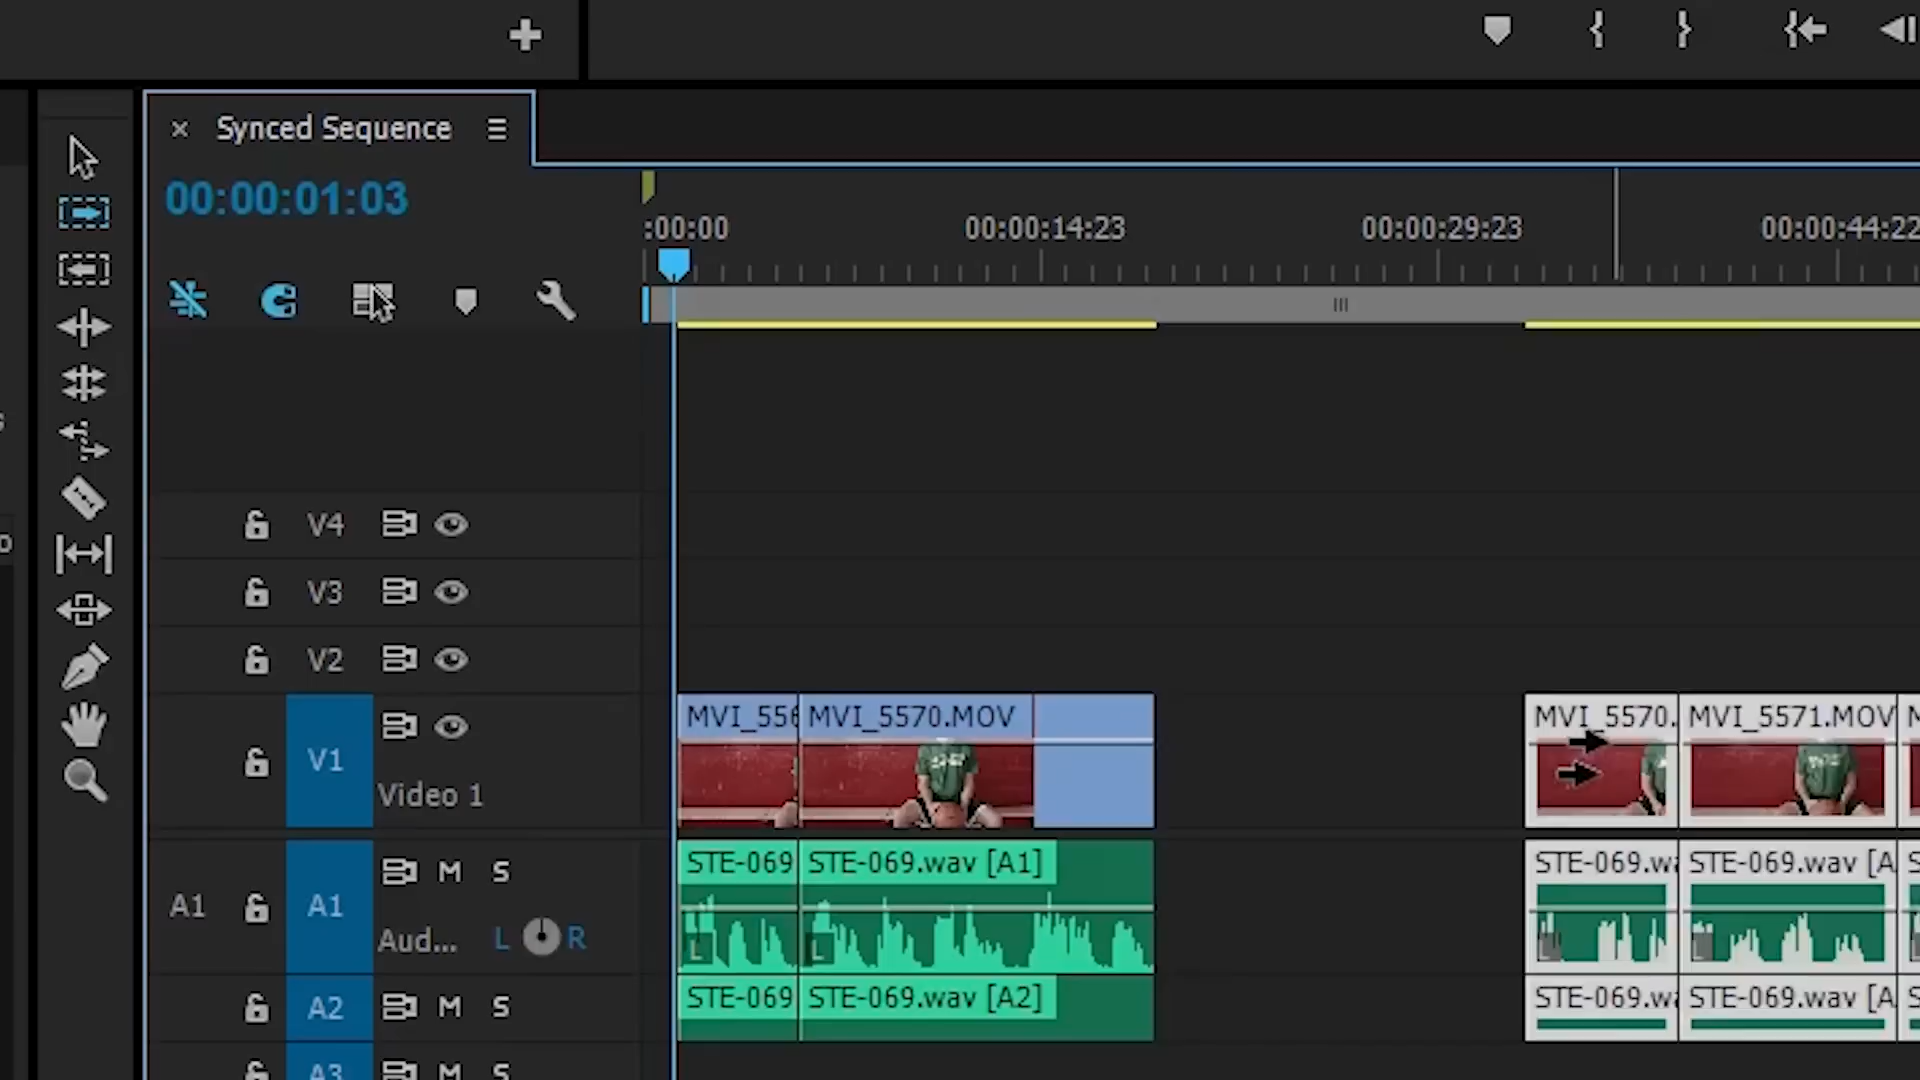 Synced Sequence
00:00:01:03
:00:00 00:00:14:23 00:00:29:23 00:00:44:22
V4
V3
V2
MVI_556 MVI_5570.MOV MVI_5570. MVI_5571.MOV
V1
Video 1
STE-069 STE-069.wav [A1] STE-069.wa STE-069.wav [A
M S
A1 A1
Aud... L R
L L L L
STE-069 STE-069.wav [A2] STE-069.wa STE-069.wav [A
A2 M S
A3 M S